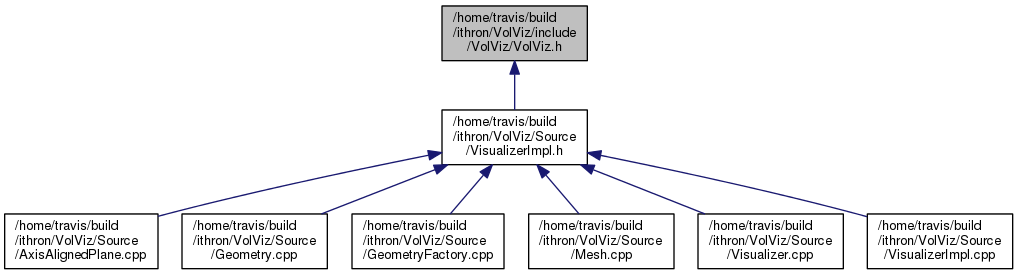 /home/travis/build
/ithron/VolViz/include
/VolViz/VolViz.h
/home/travis/build
/ithron/VolViz/Source
/VisualizerImpl.h
/home/travis/build
/ithron/VolViz/Source
/AxisAlignedPlane.cpp
/home/travis/build
/ithron/VolViz/Source
/Geometry.cpp
/home/travis/build
/ithron/VolViz/Source
/GeometryFactory.cpp
/home/travis/build
/ithron/VolViz/Source
/Mesh.cpp
/home/travis/build
/ithron/VolViz/Source
/Visualizer.cpp
/home/travis/build
/ithron/VolViz/Source
/VisualizerImpl.cpp